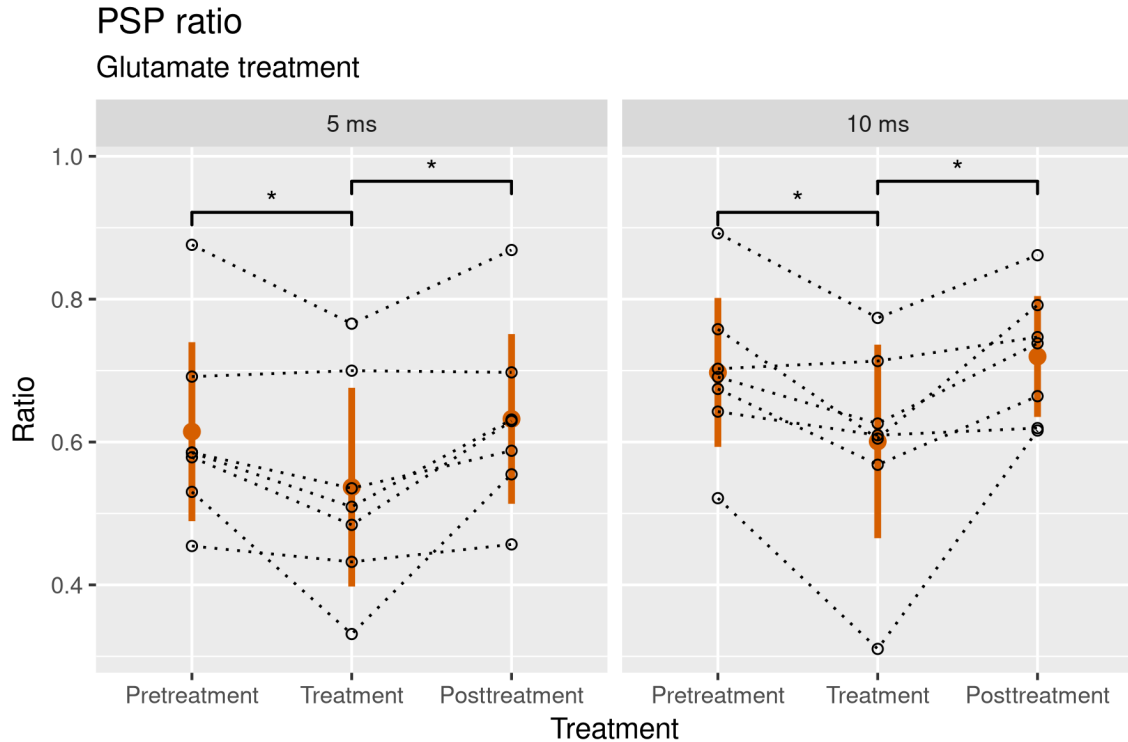 PSP ratio
Glutamate treatment
5 ms
10 ms
1.0
0.8
0.6
0.4
*
*
*
*
Ratio
Pretreatment Treatment Posttreatment
Pretreatment Treatment Posttreatment
Treatment